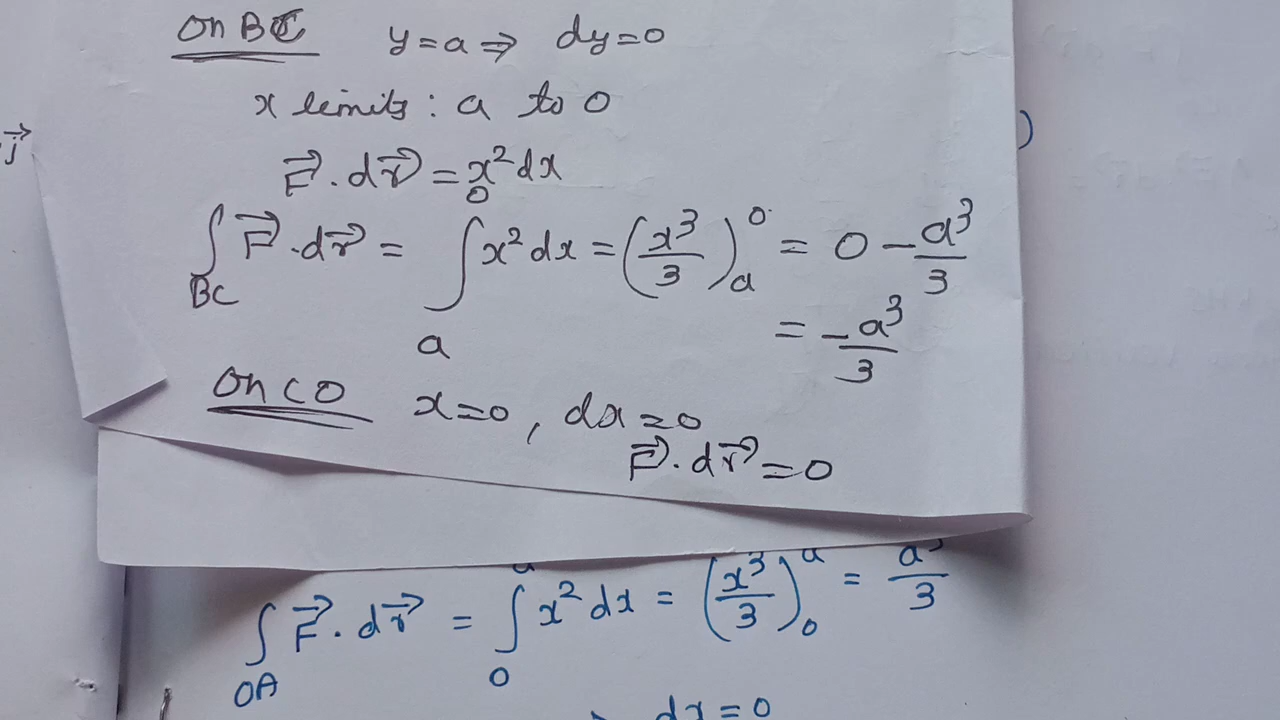 On BC y = a ⇒ dy = 0
x limits : a to 0
F⃗ . dr⃗ = x² dx
∫_BC F⃗ . dr⃗ = ∫_a^0 x² dx = (x³/3)_a^0 = 0 - a³/3
= -a³/3
On CO x = 0 , dx = 0
F⃗ . dr⃗ = 0
j⃗
)
∫_OA F⃗ . dr⃗ = ∫_0^a x² dx = (x³/3)_0^a = a³/3
dx = 0